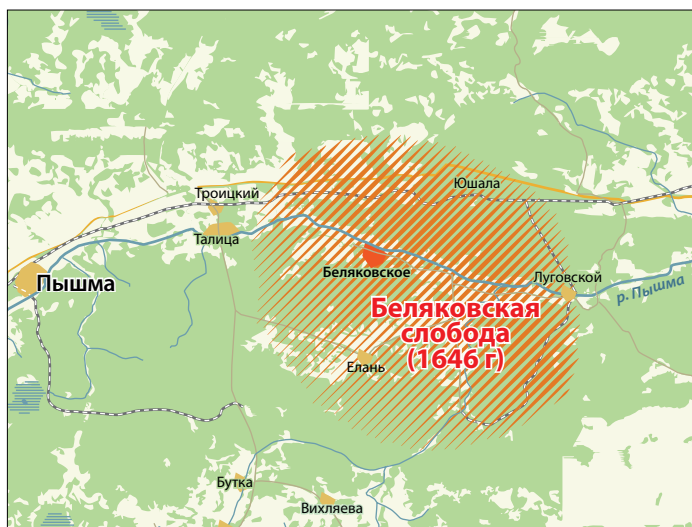 Троицкий
Юшала
Талица
Беляковское
Пышма
Луговской
р. Пышма
Беляковская
слобода
(1646 г)
Елань
Бутка
Вихляева